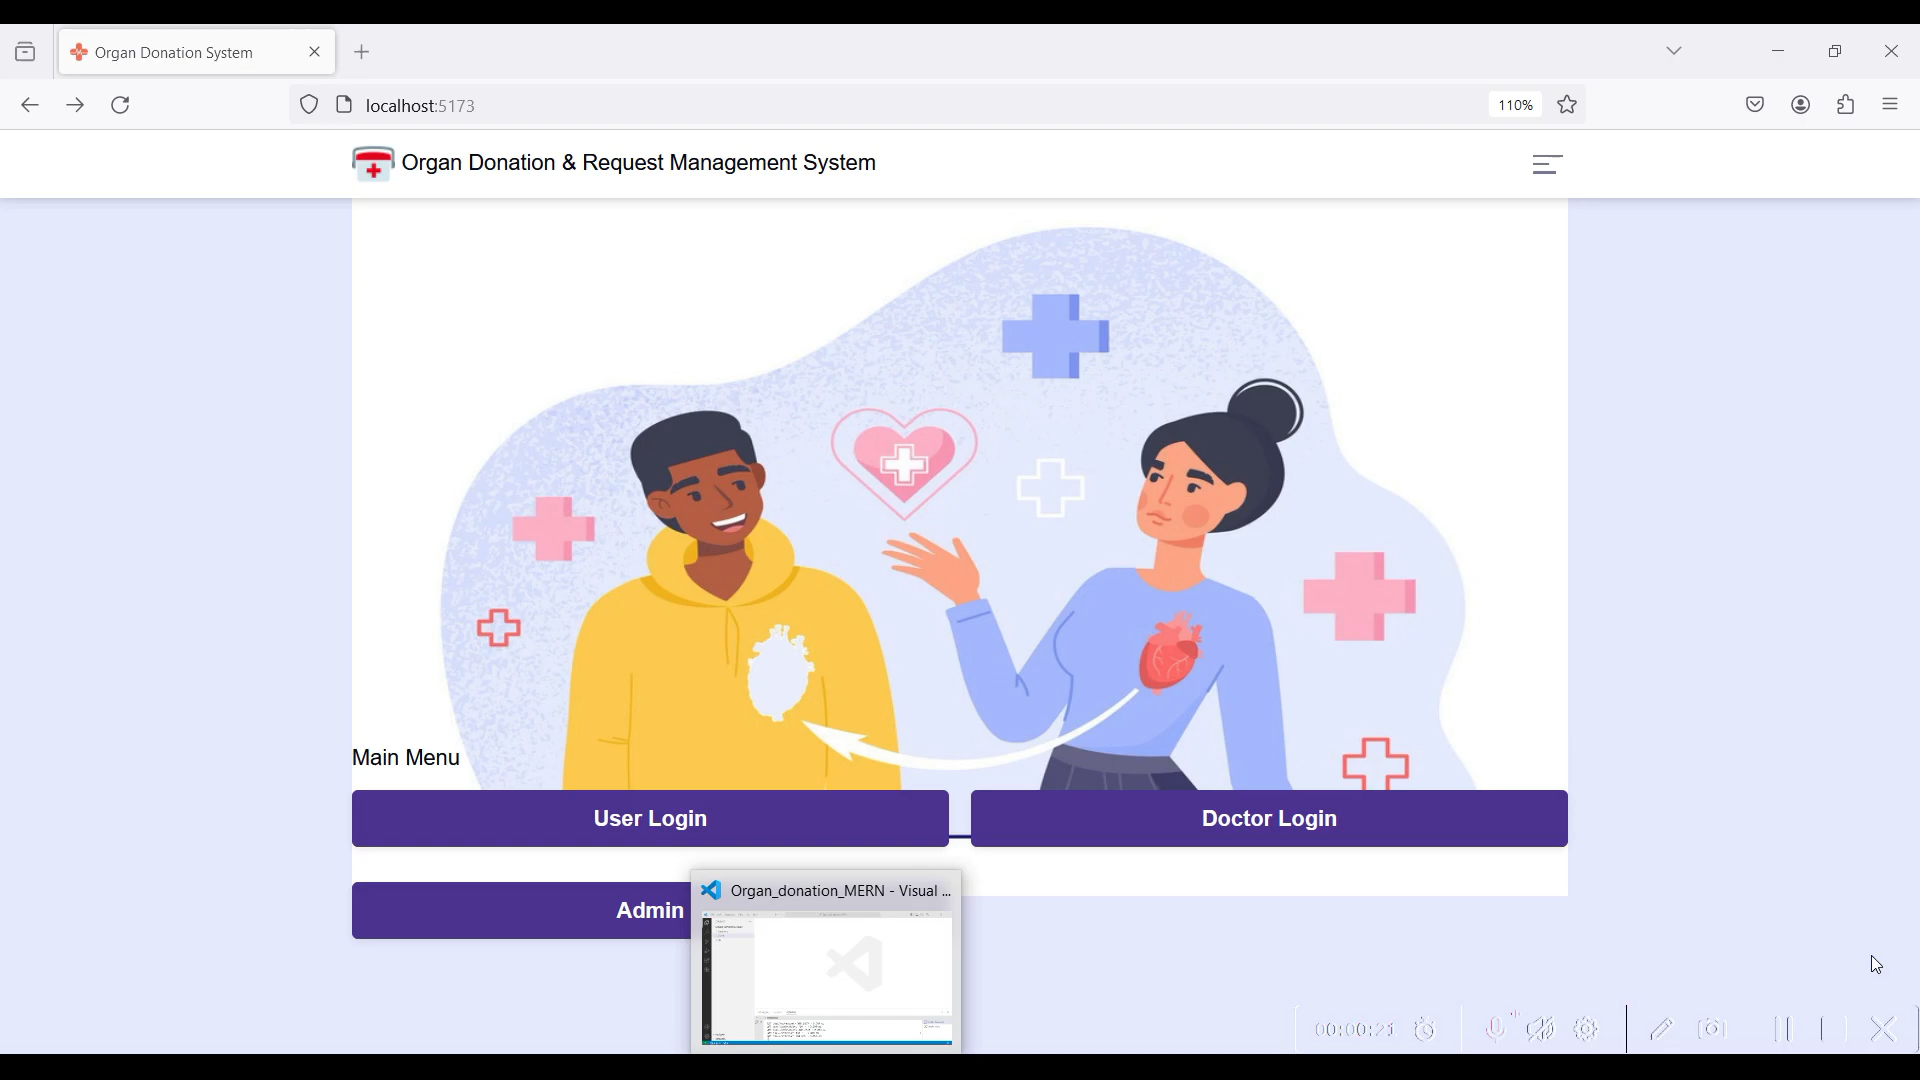 Organ Donation System
localhost:5173
110%
Organ Donation & Request Management System
Main Menu
User Login
Doctor Login
Admin
Organ_donation_MERN - Visual ...
00:00:21